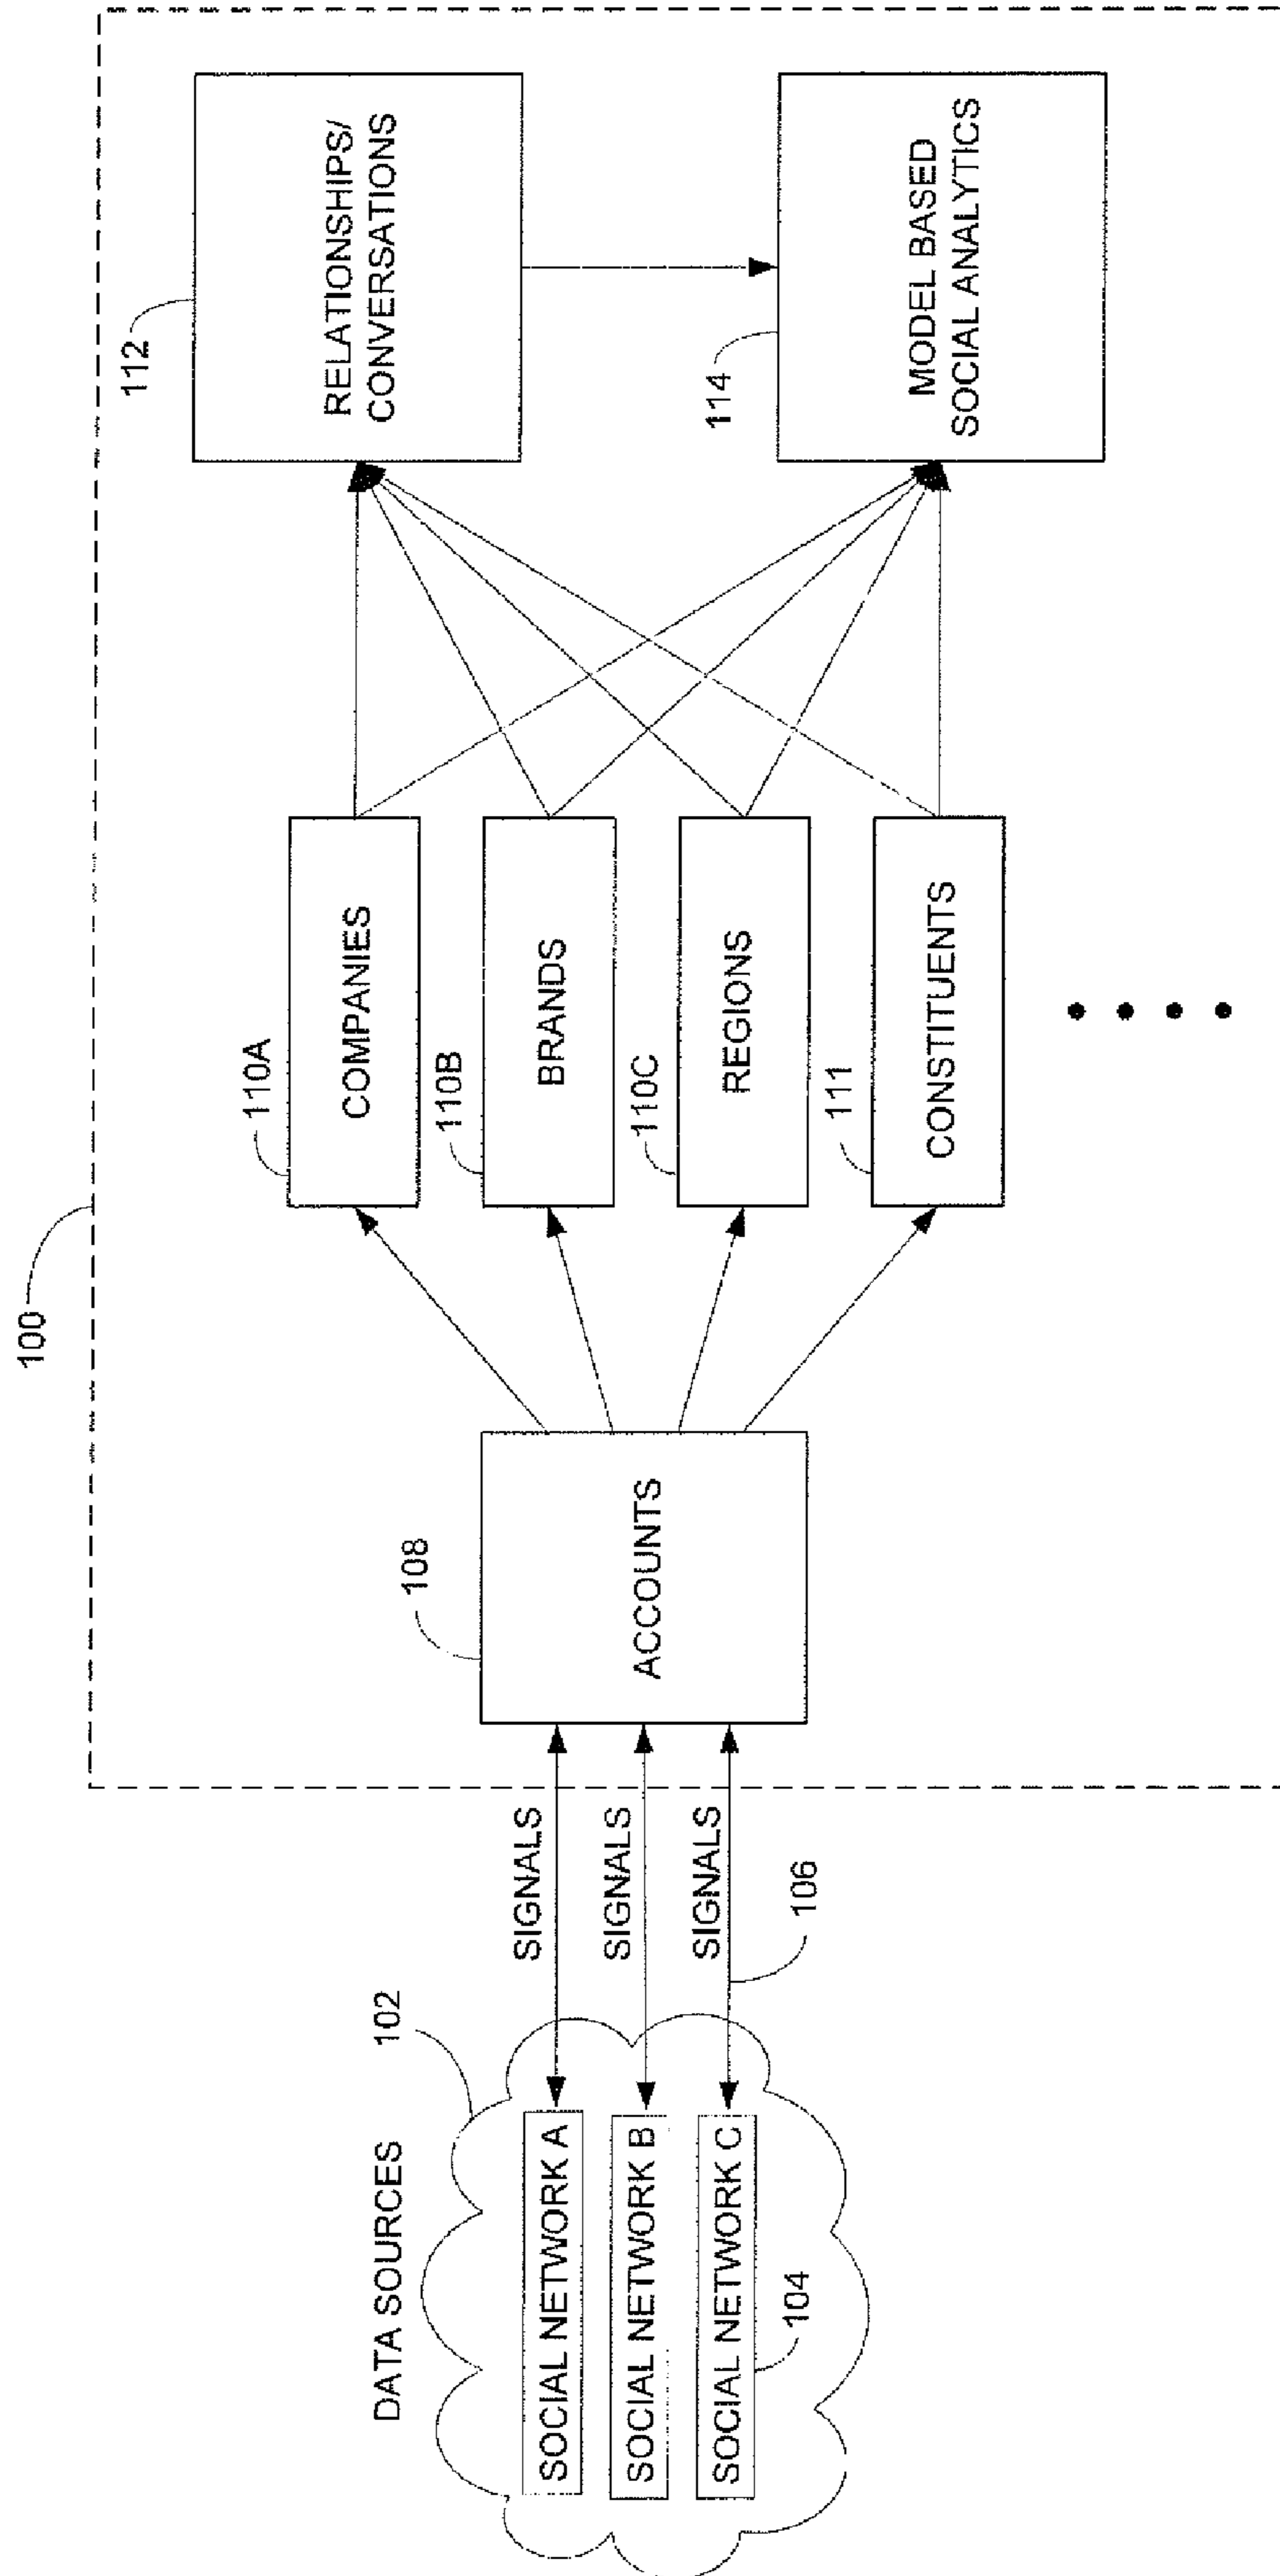 100
DATA SOURCES
102
SOCIAL NETWORK A
SOCIAL NETWORK B
SOCIAL NETWORK C
104
SIGNALS
SIGNALS
SIGNALS
106
108
ACCOUNTS
110A
COMPANIES
110B
BRANDS
110C
REGIONS
111
CONSTITUENTS
112
RELATIONSHIPS/
CONVERSATIONS
114
MODEL BASED
SOCIAL ANALYTICS